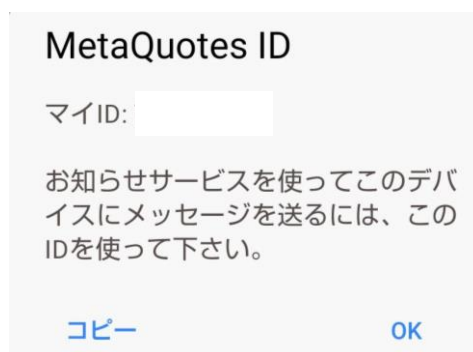 MetaQuotes ID
マイID:
お知らせサービスを使ってこのデバ
イスにメッセージを送るには、この
IDを使って下さい。
コピー OK